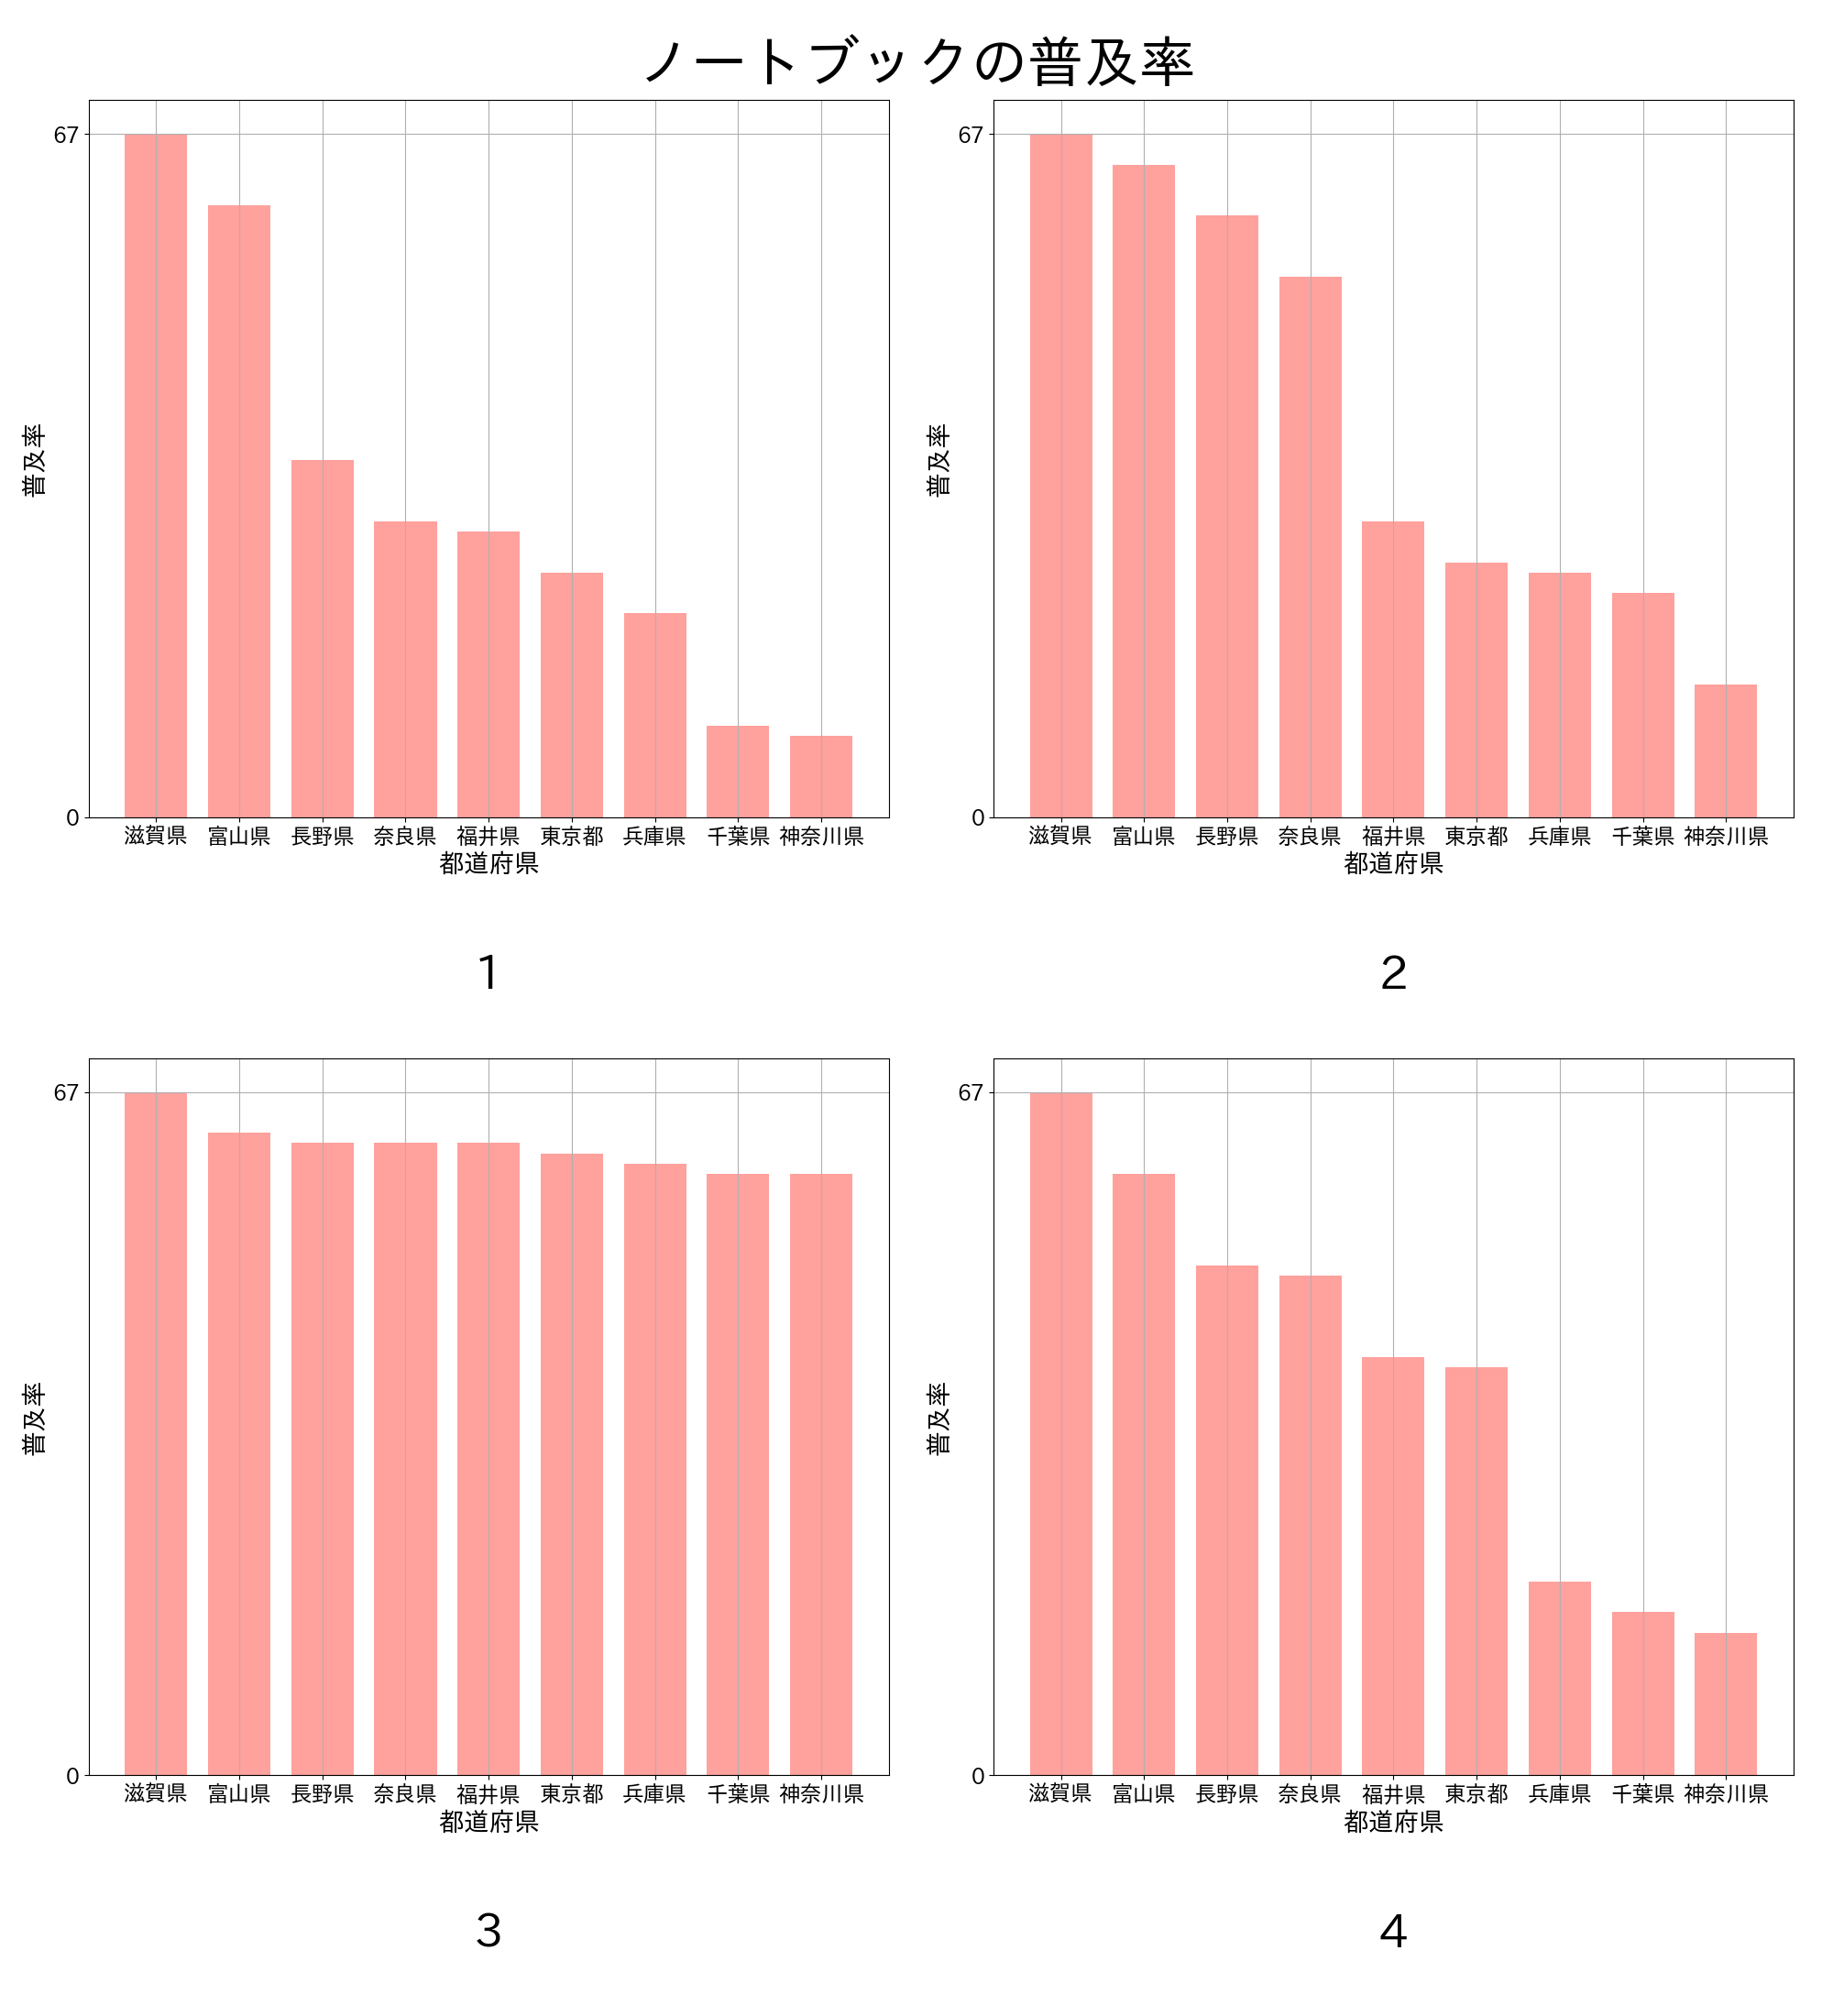 ノートブックの普及率
67
0
普及率
滋賀県 富山県 長野県 奈良県 福井県 東京都 兵庫県 千葉県 神奈川県
都道府県
1
67
0
普及率
滋賀県 富山県 長野県 奈良県 福井県 東京都 兵庫県 千葉県 神奈川県
都道府県
2
67
0
普及率
滋賀県 富山県 長野県 奈良県 福井県 東京都 兵庫県 千葉県 神奈川県
都道府県
3
67
0
普及率
滋賀県 富山県 長野県 奈良県 福井県 東京都 兵庫県 千葉県 神奈川県
都道府県
4